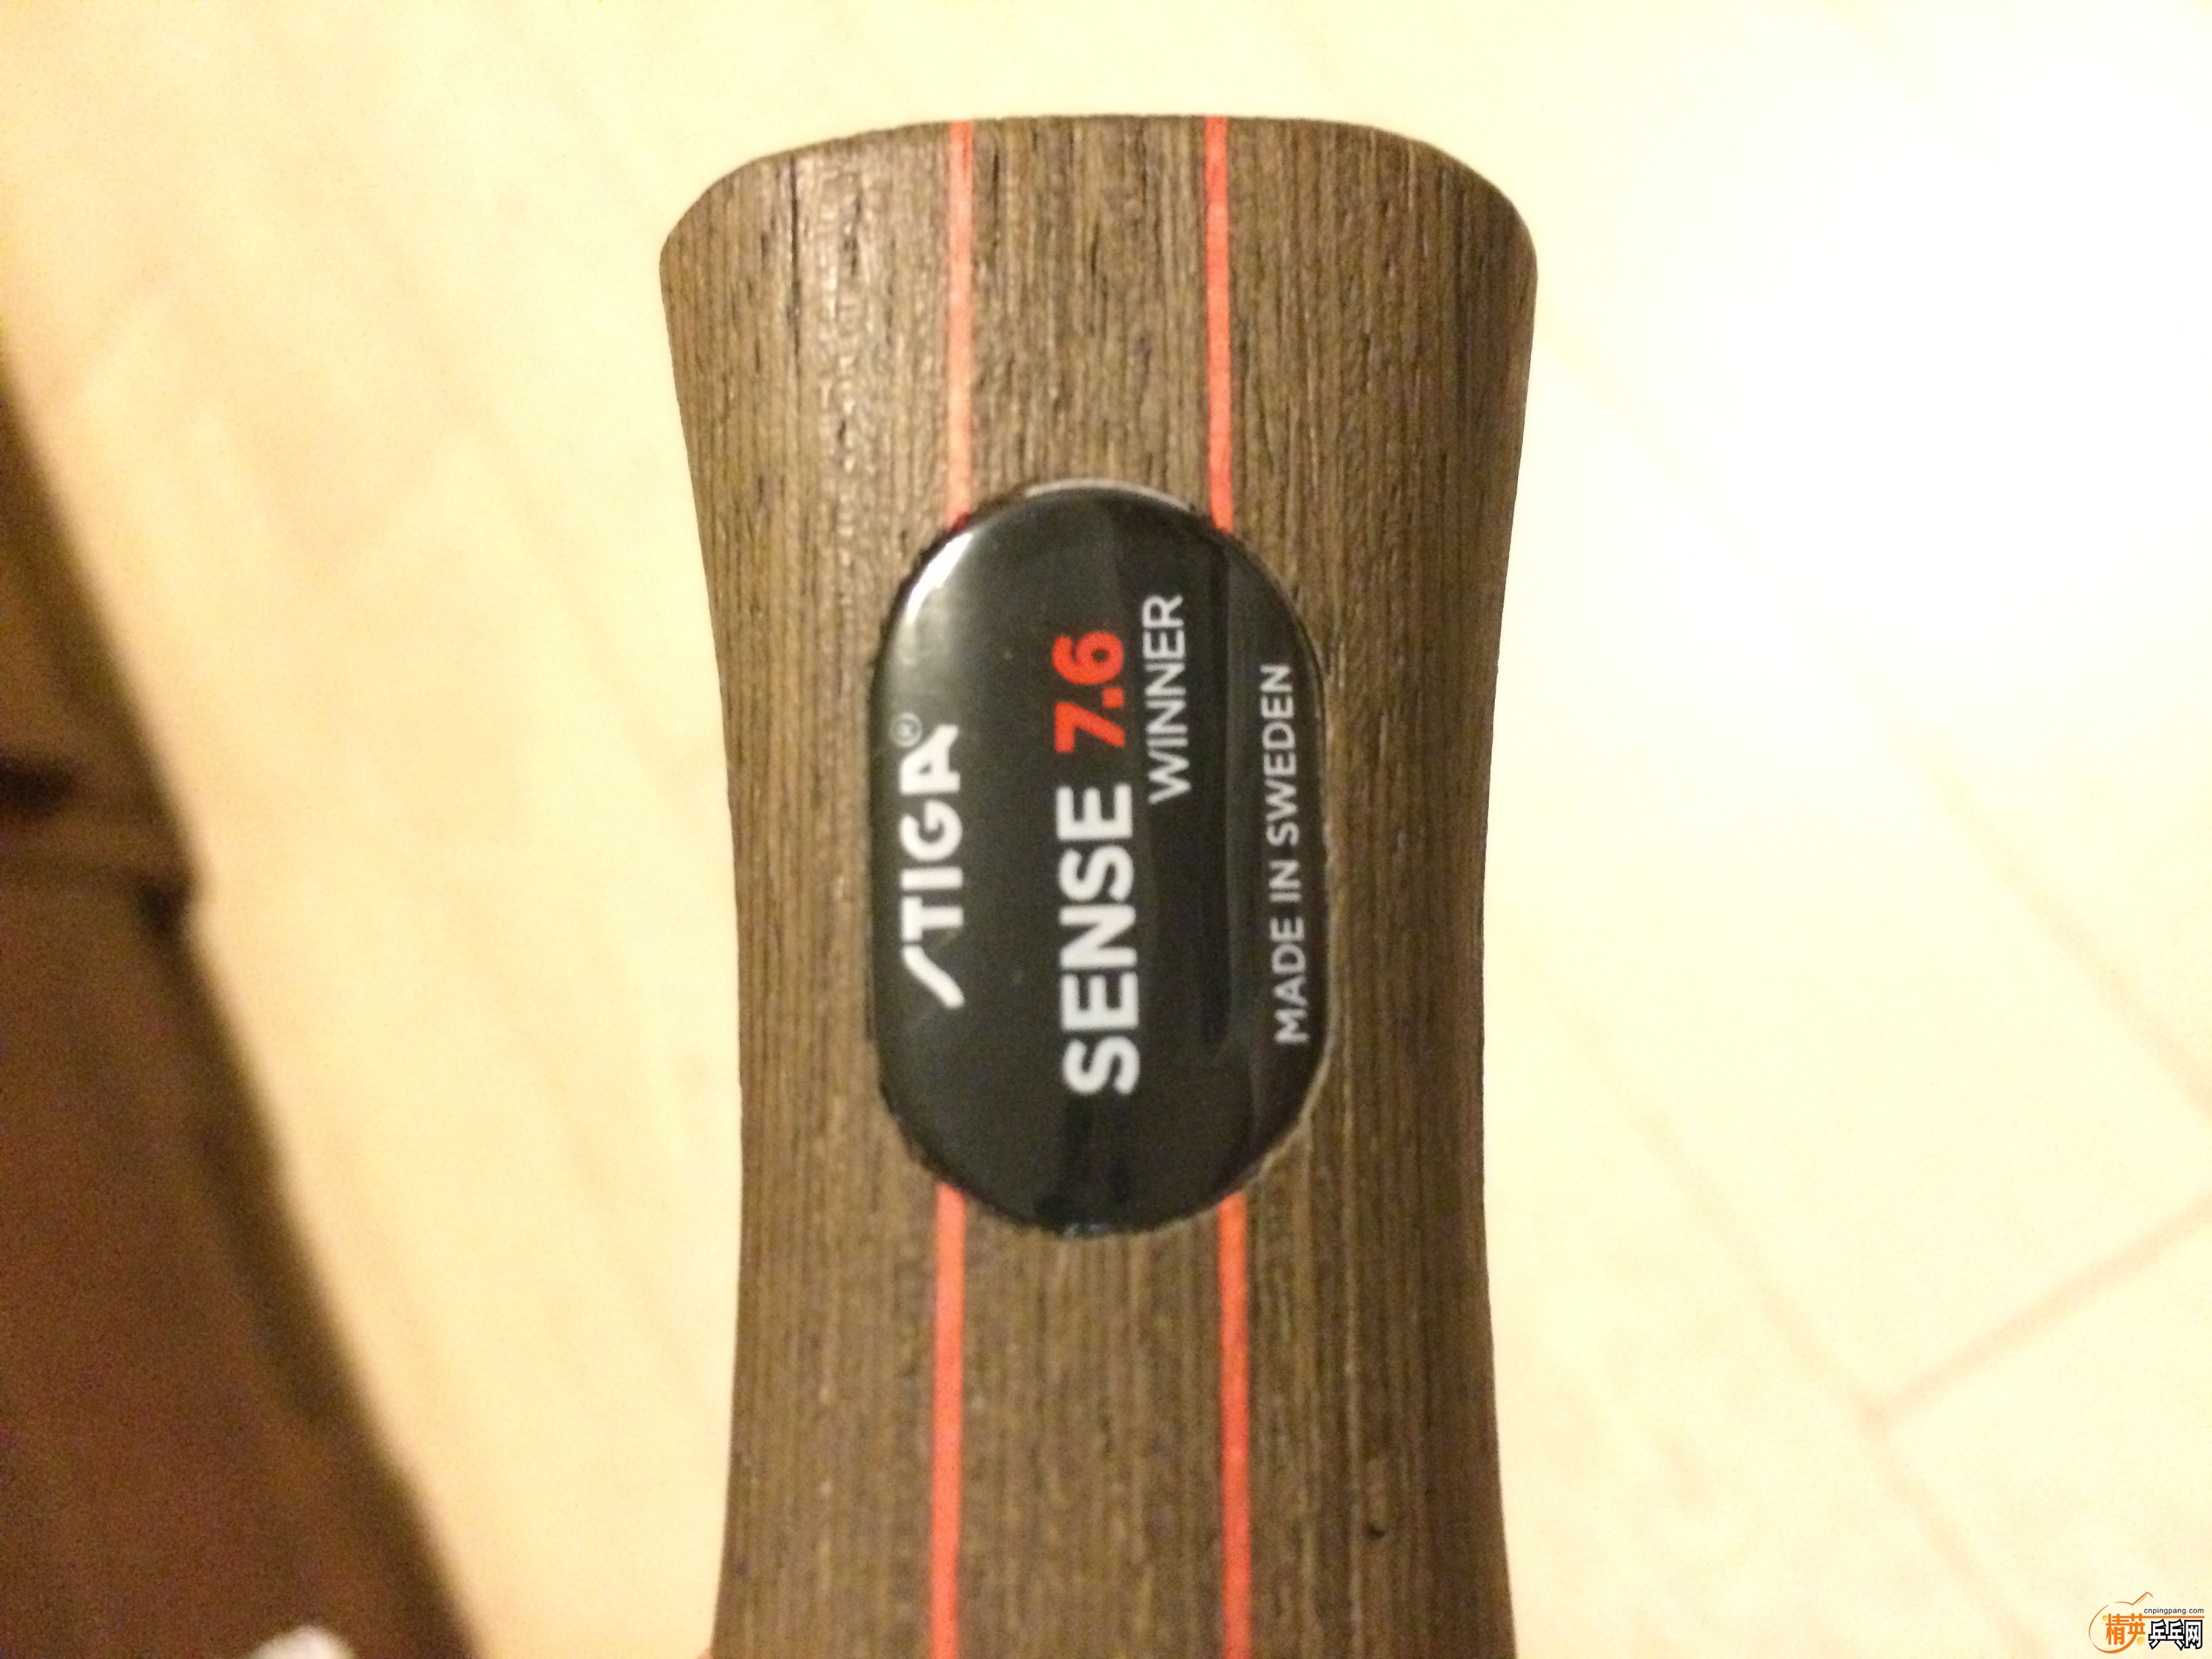 STIGA®
SENSE 7.6
WINNER
MADE IN SWEDEN
cnpingpang.com
精英乒乓网